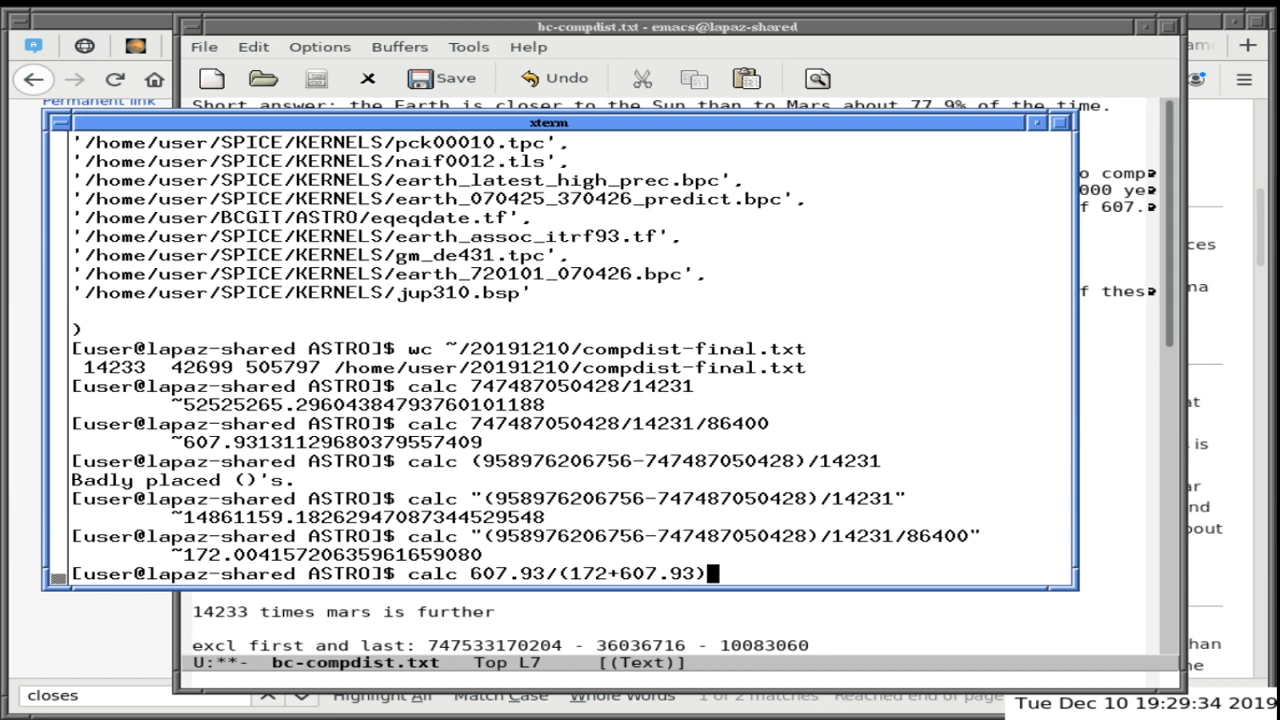 bc-compdist.txt - emacs@lapaz-shared
File Edit Options Buffers Tools Help
Save Undo
Permanent link
Short answer: the Earth is closer to the Sun than to Mars about 77.9% of the time.
xterm
'/home/user/SPICE/KERNELS/pck00010.tpc',
'/home/user/SPICE/KERNELS/naif0012.tls',
'/home/user/SPICE/KERNELS/earth_latest_high_prec.bpc',
'/home/user/SPICE/KERNELS/earth_070425_370426_predict.bpc',
'/home/user/BCGIT/ASTRO/eqeqdate.tf',
'/home/user/SPICE/KERNELS/earth_assoc_itrf93.tf',
'/home/user/SPICE/KERNELS/gm_de431.tpc',
'/home/user/SPICE/KERNELS/earth_720101_070426.bpc',
'/home/user/SPICE/KERNELS/jup310.bsp'
)
[user@lapaz-shared ASTRO]$ wc ~/20191210/compdist-final.txt
14233 42699 505797 /home/user/20191210/compdist-final.txt
[user@lapaz-shared ASTRO]$ calc 747487050428/14231
~52525265.29604384793760101188
[user@lapaz-shared ASTRO]$ calc 747487050428/14231/86400
~607.93131129680379557409
[user@lapaz-shared ASTRO]$ calc (958976206756-747487050428)/14231
Badly placed ()'s.
[user@lapaz-shared ASTRO]$ calc "(958976206756-747487050428)/14231"
~14861159.18262947087344529548
[user@lapaz-shared ASTRO]$ calc "(958976206756-747487050428)/14231/86400"
~172.00415720635961659080
[user@lapaz-shared ASTRO]$ calc 607.93/(172+607.93)
o comp
000 ye
f 607.
f thes
14233 times mars is further
excl first and last: 747533170204 - 36036716 - 10083060
U:**- bc-compdist.txt Top L7 [(Text)]
closes
Highlight All Match Case Whole Words 1 of 2 matches Reached end of page
Tue Dec 10 19:29:34 2019